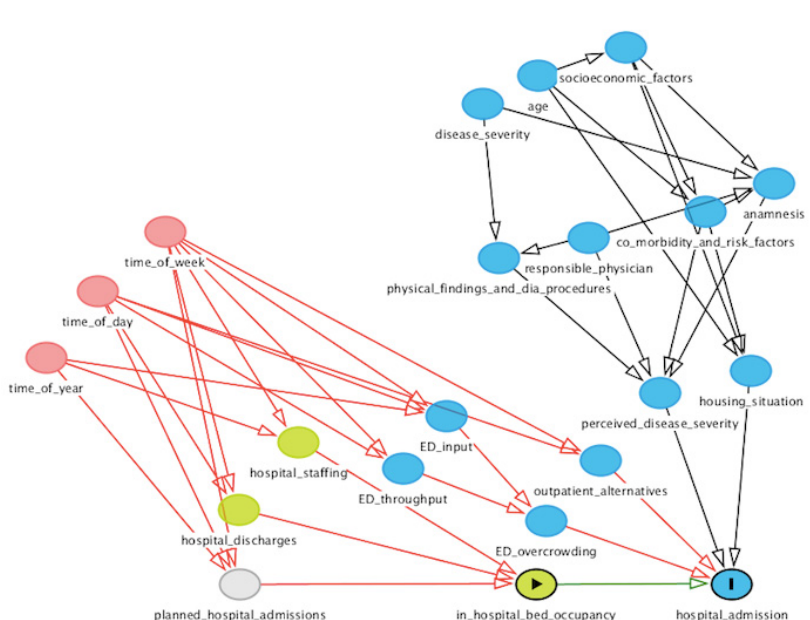 socioeconomic_factors
age
disease_severity
anamnesis
co_morbidity_and_risk_factors
time_of_week
responsible_physician
physical_findings_and_dia_procedures
time_of_day
time_of_year
housing_situation
perceived_disease_severity
ED_input
hospital_staffing
outpatient_alternatives
ED_throughput
hospital_discharges
ED_overcrowding
planned_hospital_admissions
in_hospital_bed_occupancy
hospital_admission